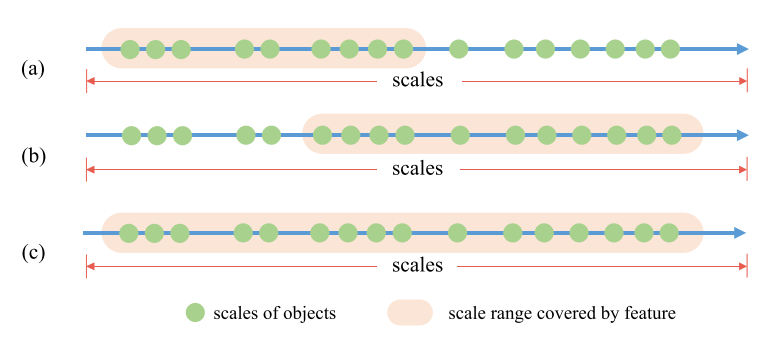 (a)
scales
(b)
scales
(c)
scales
scales of objects
scale range covered by feature